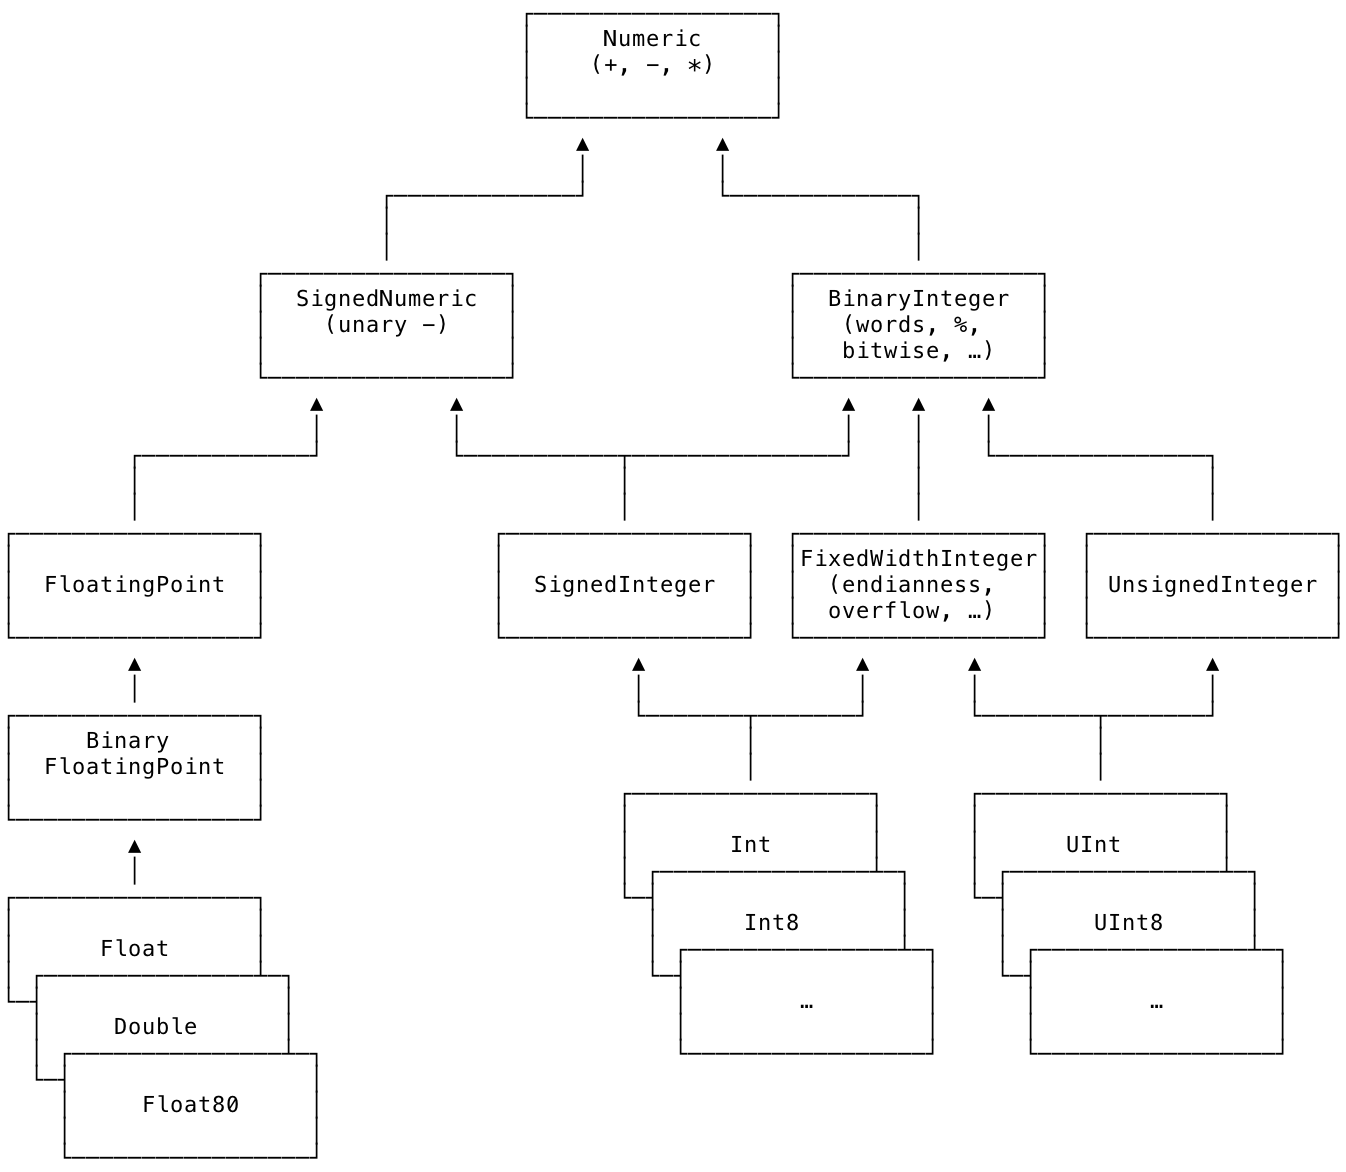 Numeric
(+, −, *)
SignedNumeric
(unary −)
BinaryInteger
(words, %,
bitwise, …)
FloatingPoint
SignedInteger
FixedWidthInteger
(endianness,
overflow, …)
UnsignedInteger
Binary
FloatingPoint
Int
UInt
Int8
UInt8
Float
…
…
Double
Float80